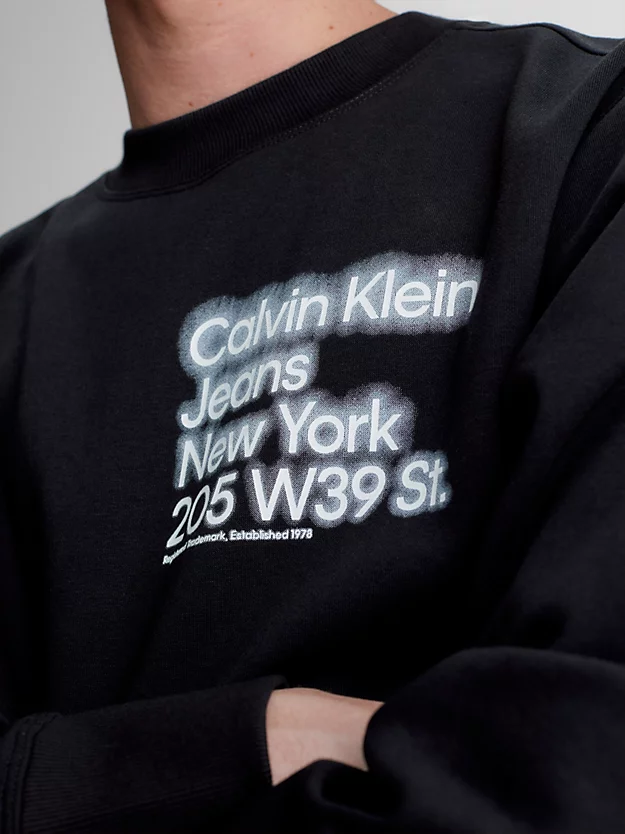 Calvin Klein
Jeans
New York
205 W39 St.
Registered Trademark, Established 1978